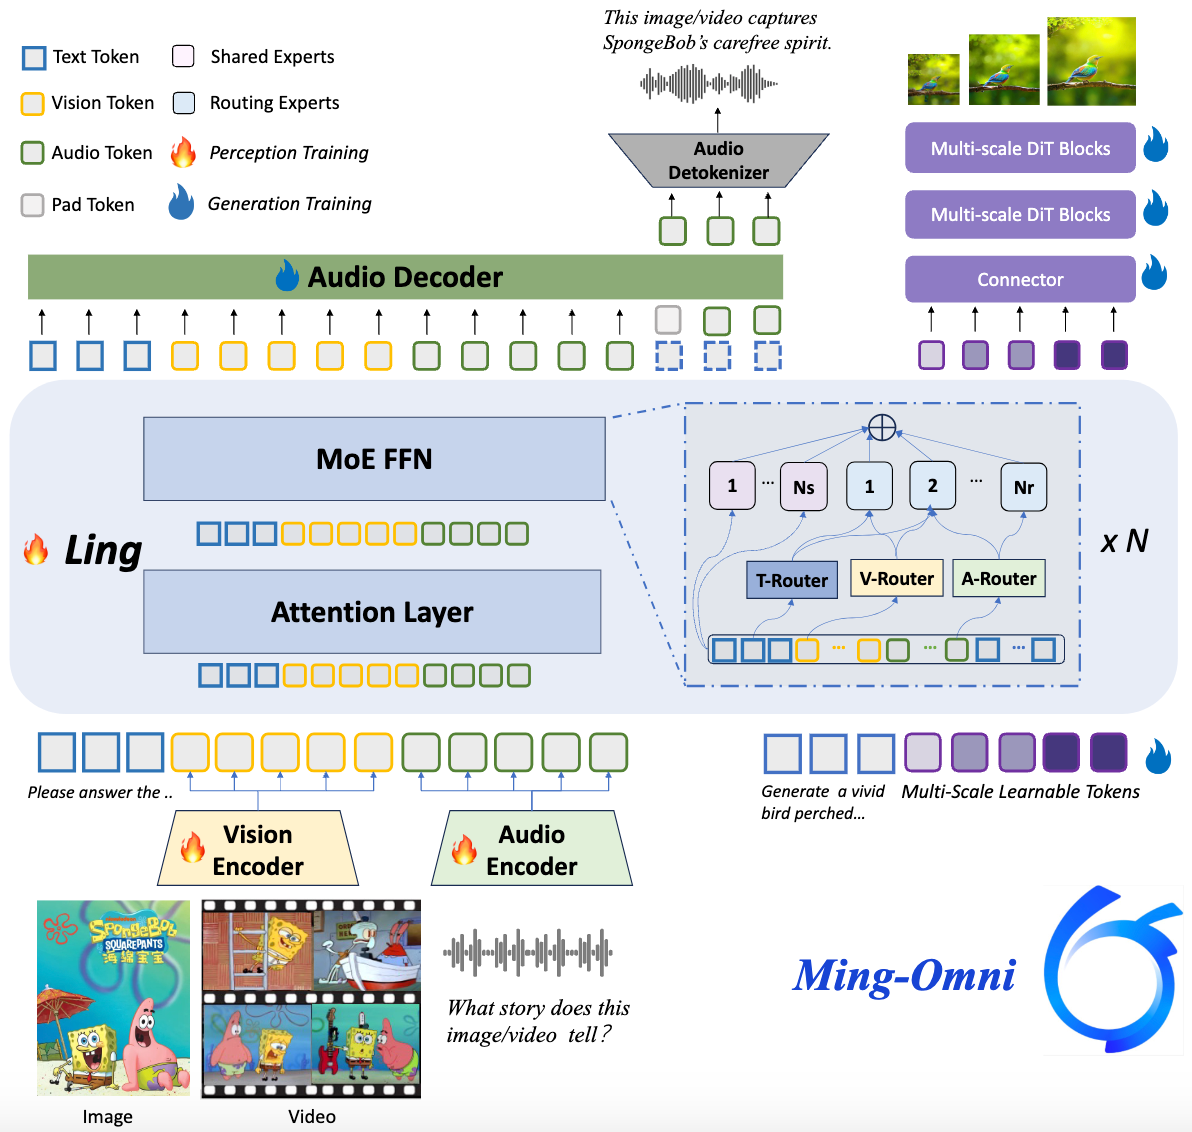 This image/video captures
SpongeBob's carefree spirit.
Text Token
Shared Experts
Vision Token
Routing Experts
Audio Token
Perception Training
Pad Token
Generation Training
Audio
Detokenizer
Multi-scale DiT Blocks
Multi-scale DiT Blocks
Connector
Audio Decoder
MoE FFN
Ling
Attention Layer
1
...
Ns
1
2
...
Nr
T-Router
V-Router
A-Router
...
...
...
x N
Please answer the ..
Generate a vivid
bird perched...
Multi-Scale Learnable Tokens
Vision
Encoder
Audio
Encoder
SpongeBob
SQUAREPANTS
海绵宝宝
What story does this
image/video tell?
Ming-Omni
Image
Video